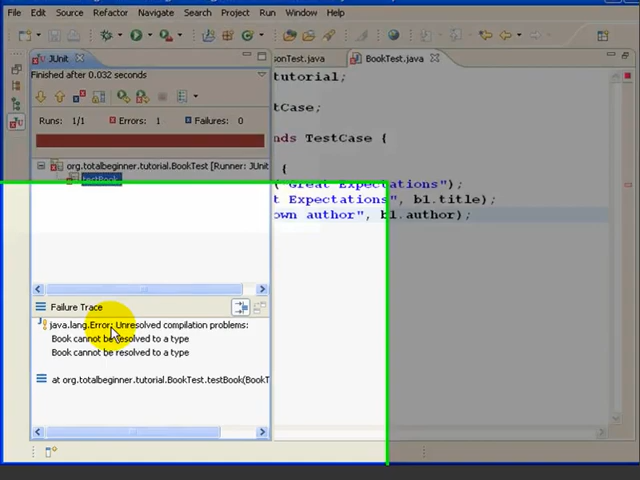 File Edit Source Refactor Navigate Search Project Run Window Help
JUnit
sonTest.java
BookTest.java
Finished after 0.032 seconds
Runs: 1/1 Errors: 1 Failures: 0
org.totalbeginner.tutorial.BookTest [Runner: JUnit
testBook
tutorial;
tCase;
nds TestCase {
{
("Great Expectations");
t Expectations", b1.title);
own author", b1.author);
Failure Trace
java.lang.Error: Unresolved compilation problems:
Book cannot be resolved to a type
Book cannot be resolved to a type
at org.totalbeginner.tutorial.BookTest.testBook(BookT